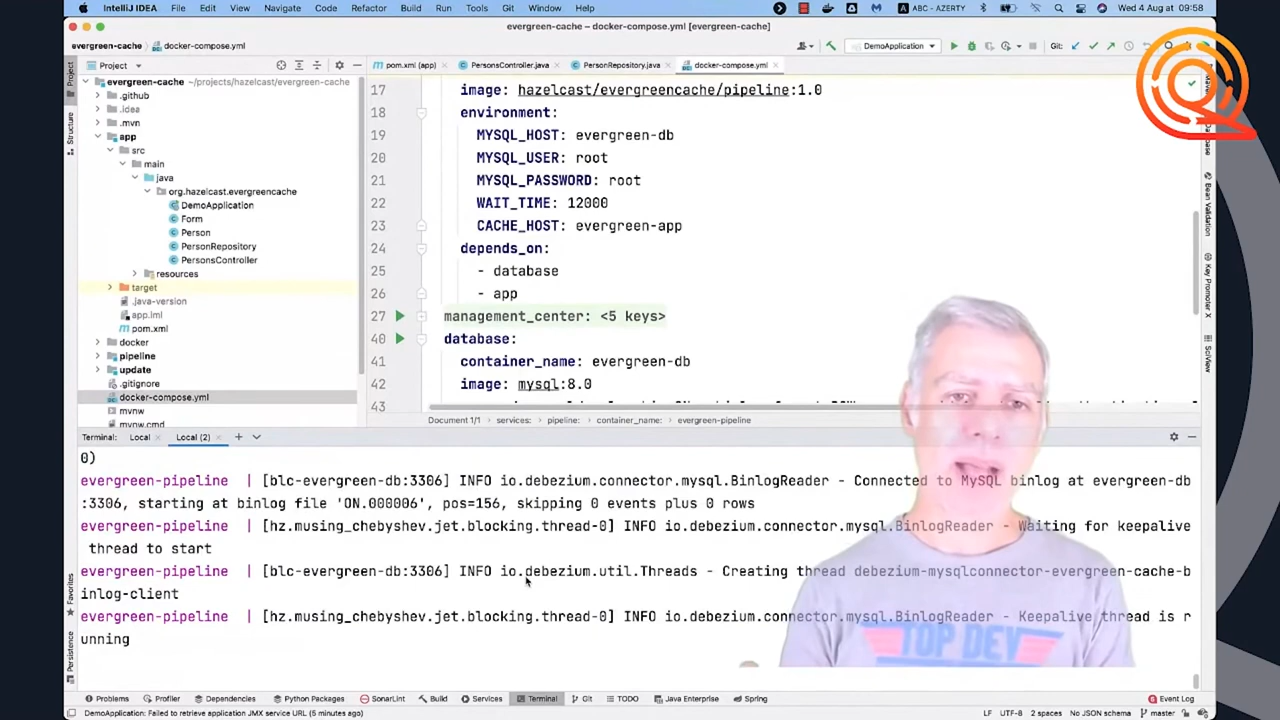 IntelliJ IDEA File Edit View Navigate Code Refactor Build Run Tools Git Window Help
ABC - AZERTY
Wed 4 Aug at 09:58
evergreen-cache – docker-compose.yml [evergreen-cache]
evergreen-cache docker-compose.yml
DemoApplication
Git:
Project
pom.xml (app) PersonsController.java PersonRepository.java docker-compose.yml
evergreen-cache ~/projects/hazelcast/evergreen-cache
.github
.idea
.mvn
app
src
main
java
org.hazelcast.evergreencache
DemoApplication
Form
Person
PersonRepository
PersonsController
resources
target
.java-version
app.iml
pom.xml
docker
pipeline
update
.gitignore
docker-compose.yml
mvnw
mvnw.cmd
17 image: hazelcast/evergreencache/pipeline:1.0
18 environment:
19 MYSQL_HOST: evergreen-db
20 MYSQL_USER: root
21 MYSQL_PASSWORD: root
22 WAIT_TIME: 12000
23 CACHE_HOST: evergreen-app
24 depends_on:
25 - database
26 - app
27 management_center: <5 keys>
40 database:
41 container_name: evergreen-db
42 image: mysql:8.0
43
Document 1/1 services: pipeline: container_name: evergreen-pipeline
Project
Structure
Favorites
Persistence
Database
Bean Validation
Key Promoter X
SciView
Terminal: Local Local (2)
0)
evergreen-pipeline | [blc-evergreen-db:3306] INFO io.debezium.connector.mysql.BinlogReader - Connected to MySQL binlog at evergreen-db
:3306, starting at binlog file 'ON.000006', pos=156, skipping 0 events plus 0 rows
evergreen-pipeline | [hz.musing_chebyshev.jet.blocking.thread-0] INFO io.debezium.connector.mysql.BinlogReader - Waiting for keepalive
thread to start
evergreen-pipeline | [blc-evergreen-db:3306] INFO io.debezium.util.Threads - Creating thread debezium-mysqlconnector-evergreen-cache-b
inlog-client
evergreen-pipeline | [hz.musing_chebyshev.jet.blocking.thread-0] INFO io.debezium.connector.mysql.BinlogReader - Keepalive thread is r
unning
Problems Profiler Dependencies Python Packages SonarLint Build Services Terminal Git TODO Java Enterprise Spring Event Log
DemoApplication: Failed to retrieve application JMX service URL (5 minutes ago)
LF UTF-8 2 spaces No JSON schema master